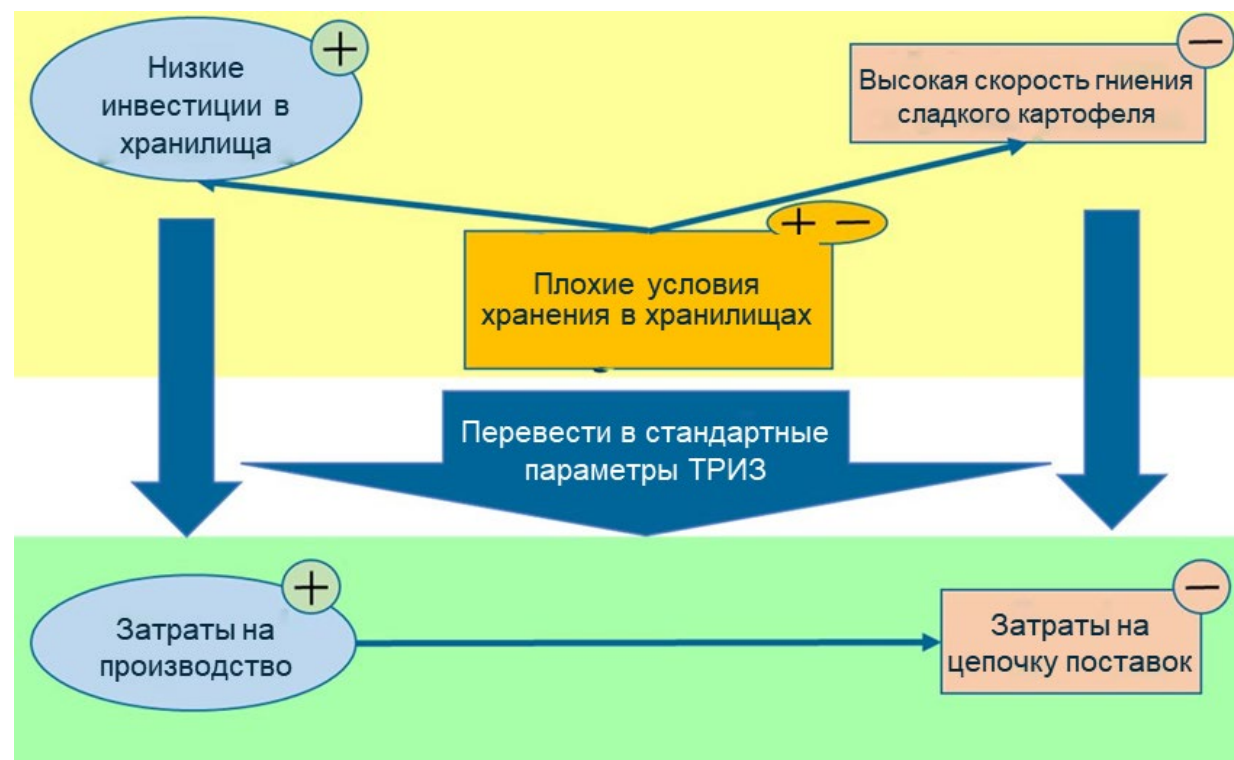 +
Низкие
инвестиции в
хранилища
−
Высокая скорость гниения
сладкого картофеля
+ −
Плохие условия
хранения в хранилищах
Перевести в стандартные
параметры ТРИЗ
+
Затраты на
производство
−
Затраты на
цепочку поставок